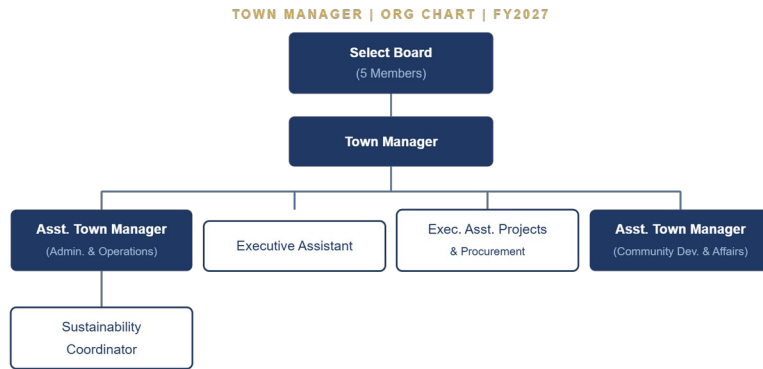 TOWN MANAGER | ORG CHART | FY2027
Select Board
(5 Members)
Town Manager
Asst. Town Manager
(Admin. & Operations)
Executive Assistant
Exec. Asst. Projects
& Procurement
Asst. Town Manager
(Community Dev. & Affairs)
Sustainability
Coordinator